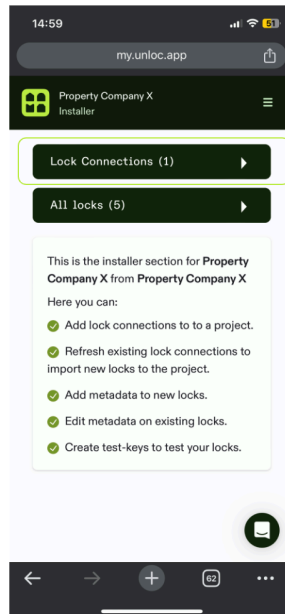 14:59
51
my.unloc.app
Property Company X
Installer
Lock Connections (1)
All locks (5)
This is the installer section for Property
Company X from Property Company X
Here you can:
Add lock connections to to a project.
Refresh existing lock connections to
import new locks to the project.
Add metadata to new locks.
Edit metadata on existing locks.
Create test-keys to test your locks.
62